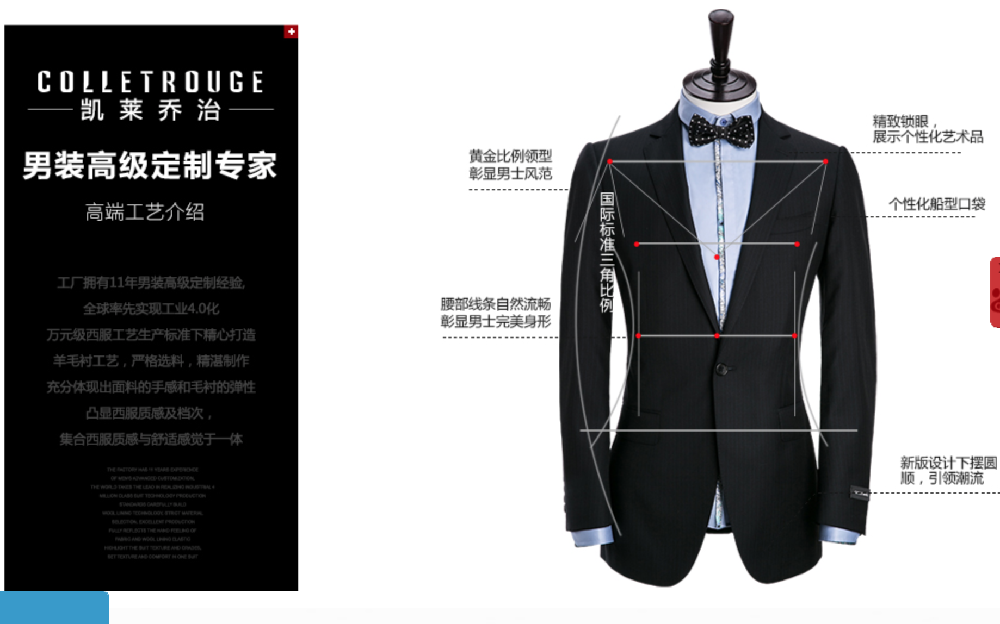 COLLETROUGE
凯莱乔治
男装高级定制专家
高端工艺介绍
工厂拥有11年男装高级定制经验,
全球率先实现工业4.0化
万元级西服工艺生产标准下精心打造
羊毛衬工艺，严格选料，精湛制作
充分体现出面料的手感和毛衬的弹性
凸显西服质感及档次，
集合西服质感与舒适感觉于一体
THE FACTORY HAS 11 YEARS EXPERIENCE
OF MEN'S ADVANCED CUSTOMIZATION,
THE WORLD TAKES THE LEAD IN REALIZING INDUSTRIAL 4
MILLION CLASS SUIT TECHNOLOGY PRODUCTION
STANDARDS CAREFULLY BUILD
WOOL LINING TECHNOLOGY, STRICT MATERIAL
SELECTION, EXCELLENT PRODUCTION
FULLY REFLECTS THE HAND FEELING OF
FABRIC AND WOOL LINING ELASTIC
HIGHLIGHT THE SUIT TEXTURE AND GRADES,
SET TEXTURE AND COMFORT IN ONE SUIT
黄金比例领型
彰显男士风范
国际标准三角比例
腰部线条自然流畅
彰显男士完美身形
精致锁眼，
展示个性化艺术品
个性化船型口袋
新版设计下摆圆
顺，引领潮流